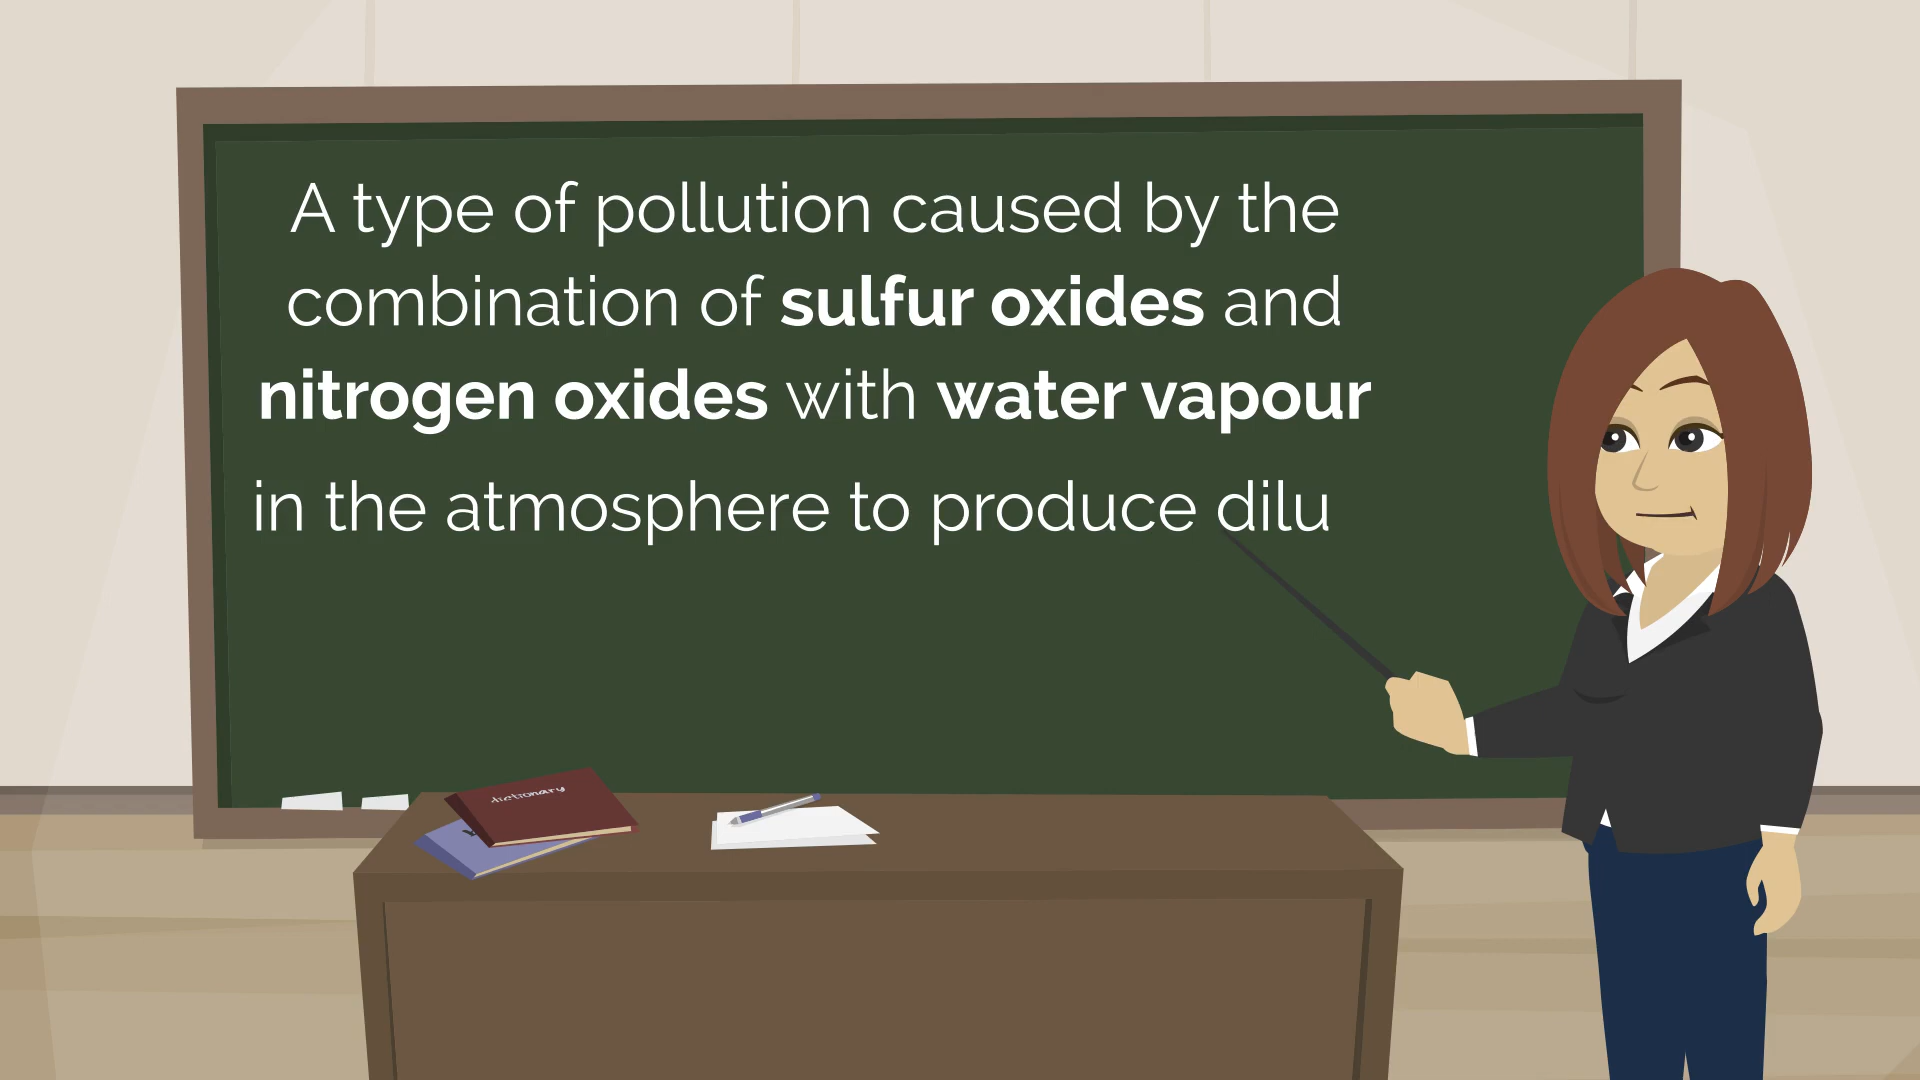 A type of pollution caused by the
combination of sulfur oxides and
nitrogen oxides with water vapour
in the atmosphere to produce dilu
dictionary